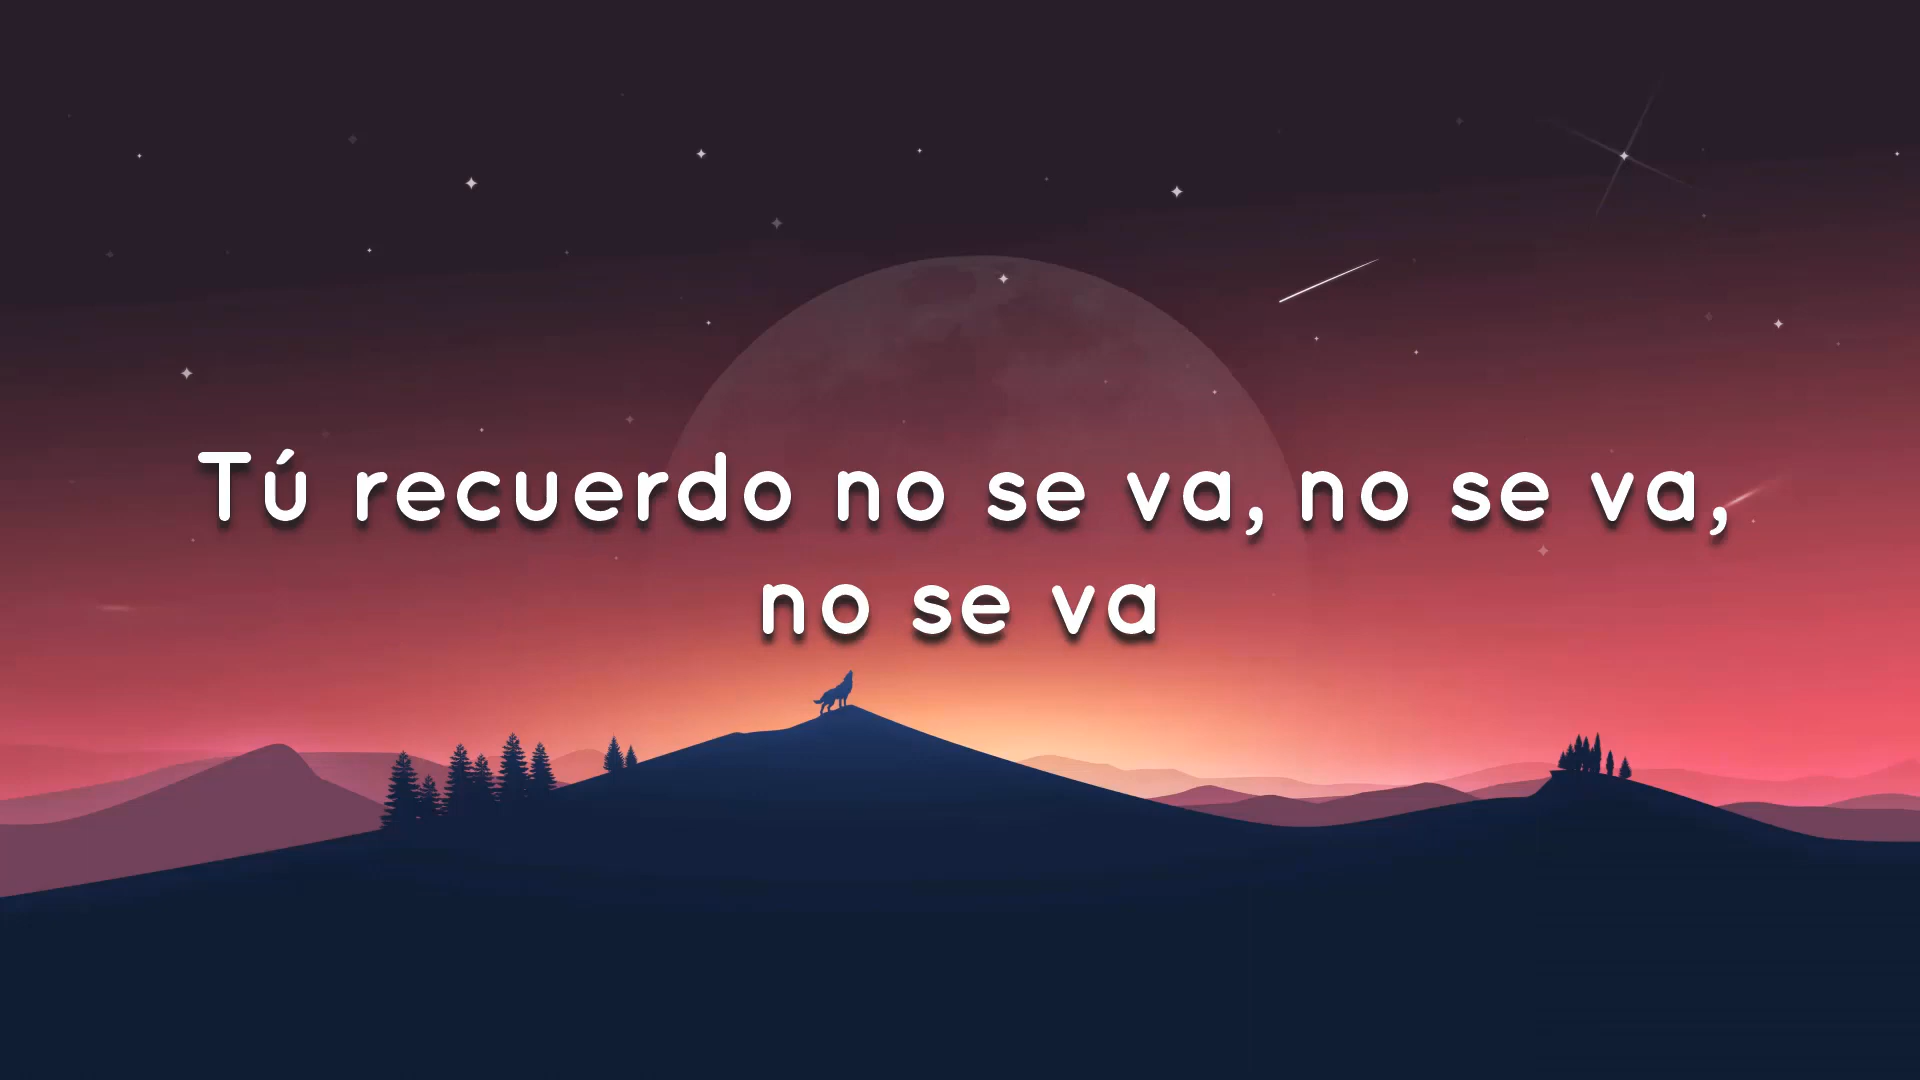 Tú recuerdo no se va, no se va,
no se va